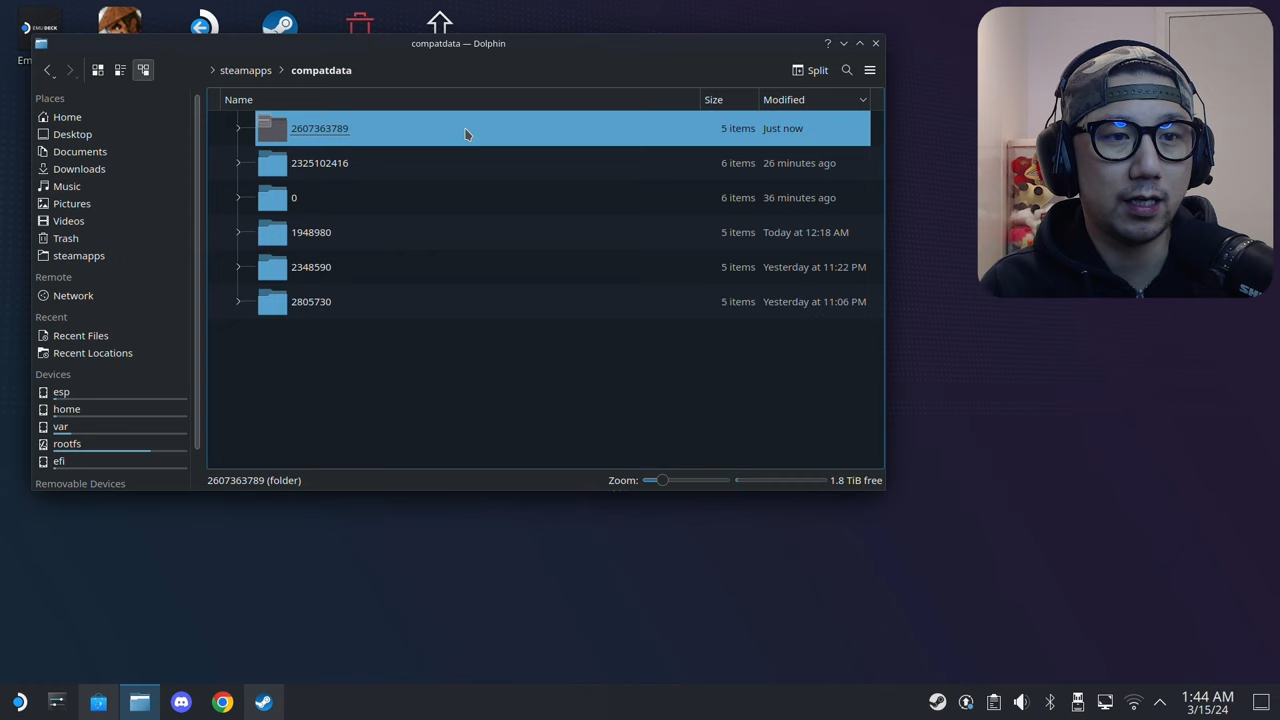 EMU DECK
Em
compatdata — Dolphin
steamapps
compatdata
Split
Places
Home
Desktop
Documents
Downloads
Music
Pictures
Videos
Trash
steamapps
Remote
Network
Recent
Recent Files
Recent Locations
Devices
esp
home
var
rootfs
efi
Removable Devices
Name Size Modified
2607363789 5 items Just now
2325102416 6 items 26 minutes ago
0 6 items 36 minutes ago
1948980 5 items Today at 12:18 AM
2348590 5 items Yesterday at 11:22 PM
2805730 5 items Yesterday at 11:06 PM
2607363789 (folder) Zoom: 1.8 TiB free
1:44 AM
3/15/24